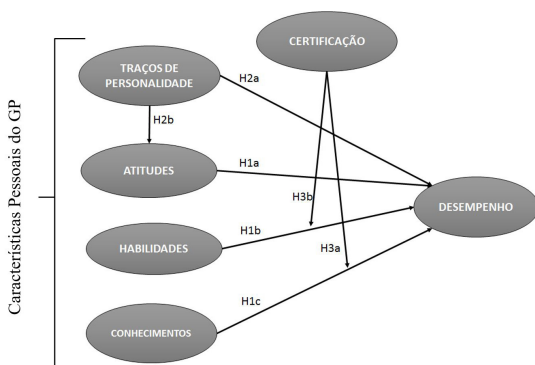 Características Pessoais do GP
CERTIFICAÇÃO
TRAÇOS DE
PERSONALIDADE
H2a
H2b
ATITUDES
H1a
H3b
DESEMPENHO
HABILIDADES
H1b
H3a
H1c
CONHECIMENTOS